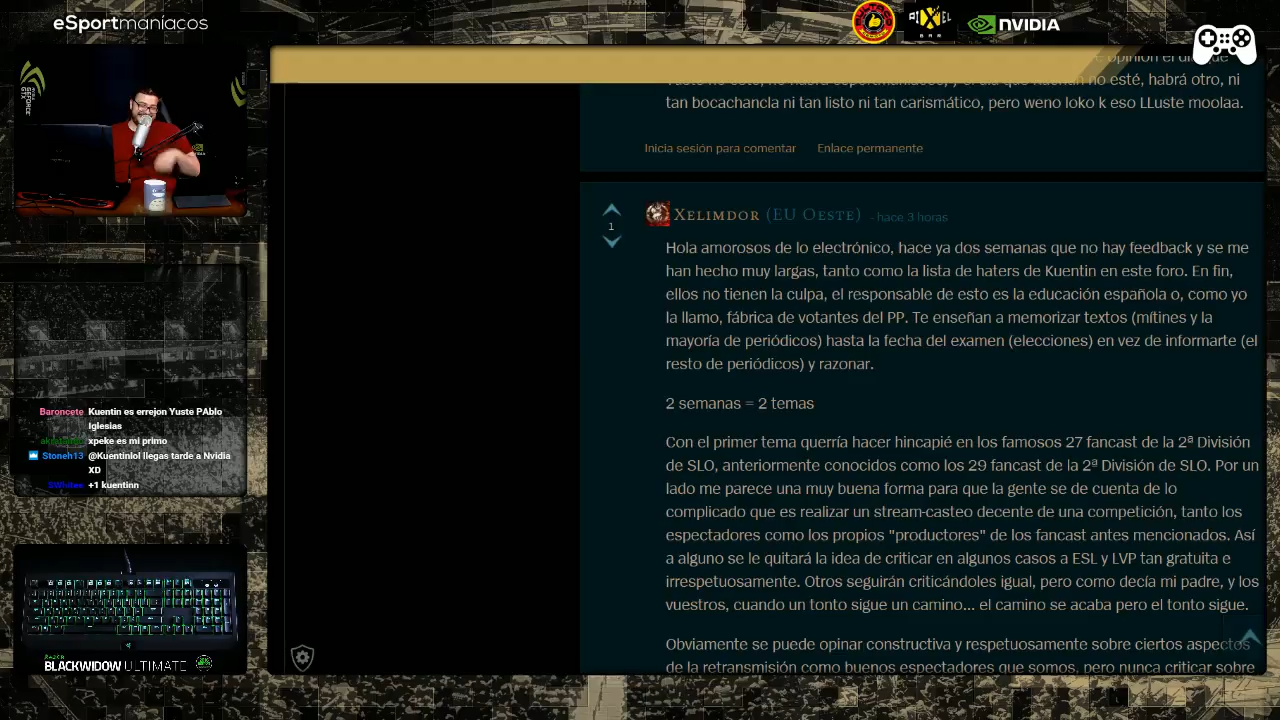 eSportmaníacos
PIXEL
BAR
NVIDIA
GEFORCE
GTX
tan bocachancla ni tan listo ni tan carismático, pero weno loko k eso LLuste moolaa.
Inicia sesión para comentar Enlace permanente
1
Xelimdor (EU Oeste) - hace 3 horas
Hola amorosos de lo electrónico, hace ya dos semanas que no hay feedback y se me
han hecho muy largas, tanto como la lista de haters de Kuentin en este foro. En fin,
ellos no tienen la culpa, el responsable de esto es la educación española o, como yo
la llamo, fábrica de votantes del PP. Te enseñan a memorizar textos (mítines y la
mayoría de periódicos) hasta la fecha del examen (elecciones) en vez de informarte (el
resto de periódicos) y razonar.
2 semanas = 2 temas
Con el primer tema querría hacer hincapié en los famosos 27 fancast de la 2ª División
de SLO, anteriormente conocidos como los 29 fancast de la 2ª División de SLO. Por un
lado me parece una muy buena forma para que la gente se de cuenta de lo
complicado que es realizar un stream-casteo decente de una competición, tanto los
espectadores como los propios "productores" de los fancast antes mencionados. Así
a alguno se le quitará la idea de criticar en algunos casos a ESL y LVP tan gratuita e
irrespetuosamente. Otros seguirán criticándoles igual, pero como decía mi padre, y los
vuestros, cuando un tonto sigue un camino... el camino se acaba pero el tonto sigue.
Obviamente se puede opinar constructiva y respetuosamente sobre ciertos aspectos
de la retransmisión como buenos espectadores que somos, pero nunca criticar sobre
Baroncete Kuentin es errejon Yuste PAblo
Iglesias
xpeke es mi primo
Stoneh13 @Kuentinlol llegas tarde a Nvidia
XD
SWhitee +1 kuentinn
RAZER
BLACKWIDOW ULTIMATE